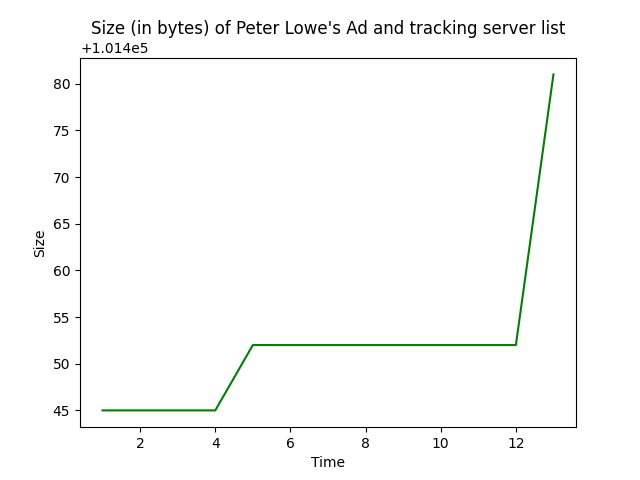 Size (in bytes) of Peter Lowe's Ad and tracking server list
+1.014e5
80
75
70
65
60
55
50
45
Size
2 4 6 8 10 12
Time